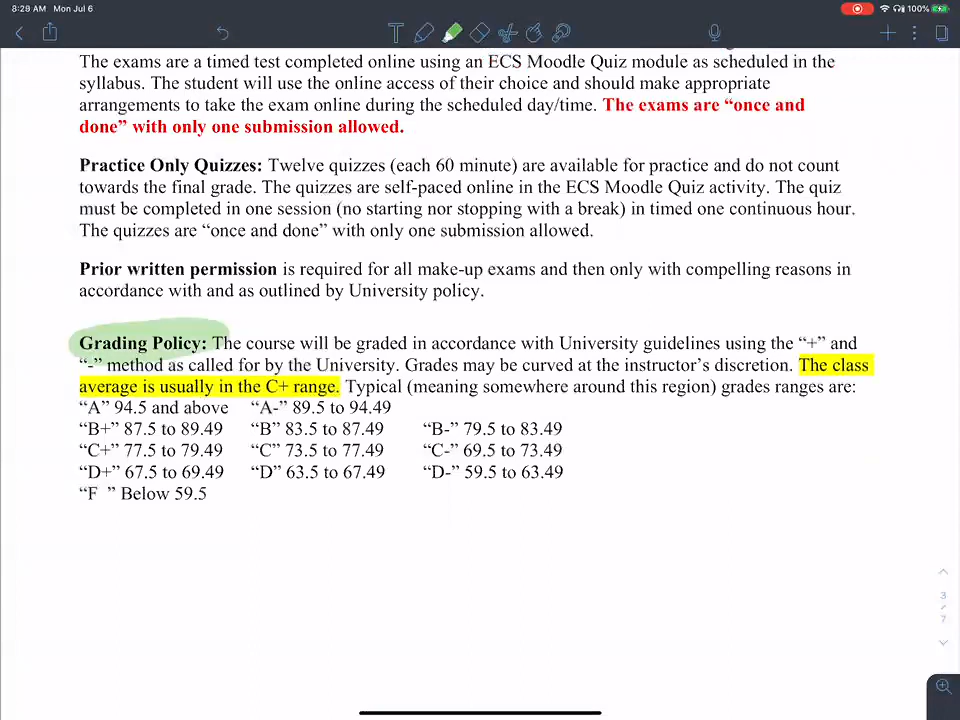 8:29 AM Mon Jul 6
100%
The exams are a timed test completed online using an ECS Moodle Quiz module as scheduled in the
syllabus. The student will use the online access of their choice and should make appropriate
arrangements to take the exam online during the scheduled day/time. The exams are “once and
done” with only one submission allowed.
Practice Only Quizzes: Twelve quizzes (each 60 minute) are available for practice and do not count
towards the final grade. The quizzes are self-paced online in the ECS Moodle Quiz activity. The quiz
must be completed in one session (no starting nor stopping with a break) in timed one continuous hour.
The quizzes are “once and done” with only one submission allowed.
Prior written permission is required for all make-up exams and then only with compelling reasons in
accordance with and as outlined by University policy.
Grading Policy: The course will be graded in accordance with University guidelines using the “+” and
“-” method as called for by the University. Grades may be curved at the instructor’s discretion. The class
average is usually in the C+ range. Typical (meaning somewhere around this region) grades ranges are:
“A” 94.5 and above “A-” 89.5 to 94.49
“B+” 87.5 to 89.49 “B” 83.5 to 87.49 “B-” 79.5 to 83.49
“C+” 77.5 to 79.49 “C” 73.5 to 77.49 “C-” 69.5 to 73.49
“D+” 67.5 to 69.49 “D” 63.5 to 67.49 “D-” 59.5 to 63.49
“F ” Below 59.5
3
/
7